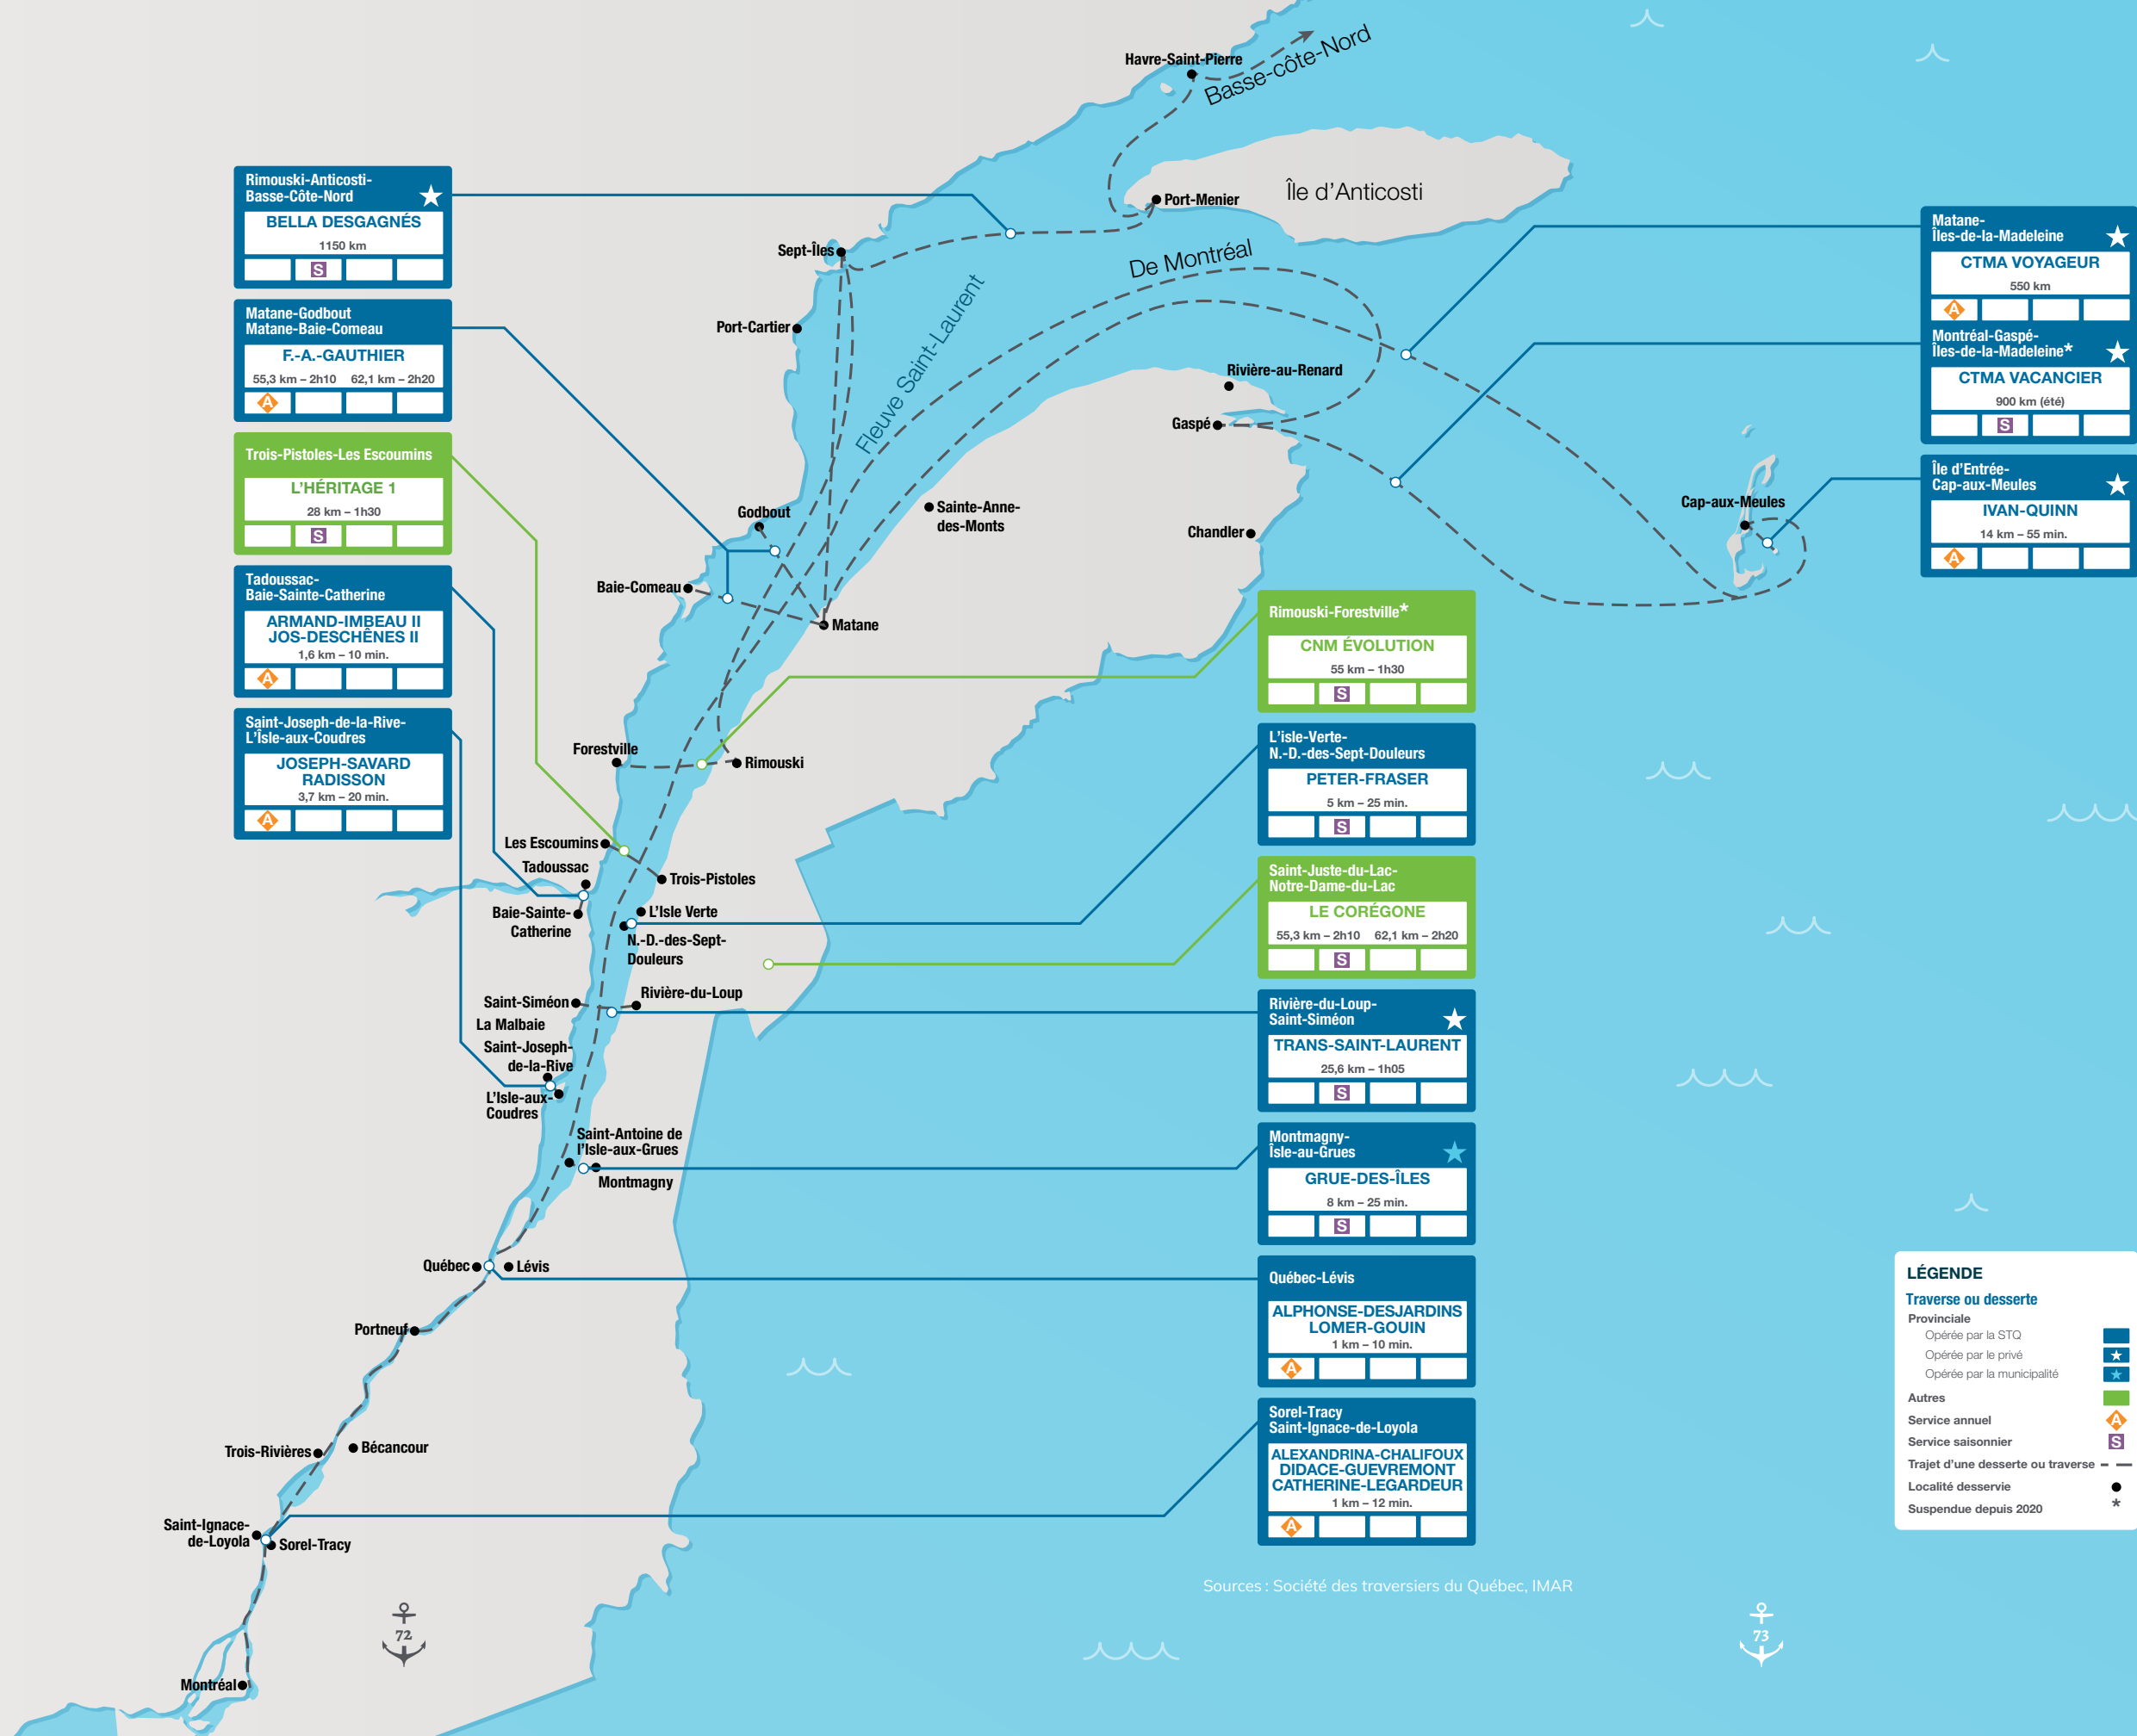 Havre-Saint-Pierre
Basse-côte-Nord
Île d'Anticosti
Port-Menier
De Montréal
Sept-Îles
Port-Cartier
Fleuve Saint-Laurent
Rivière-au-Renard
Gaspé
Sainte-Anne-
des-Monts
Chandler
Cap-aux-Meules
Godbout
Baie-Comeau
Matane
Forestville
Rimouski
Les Escoumins
Tadoussac
Trois-Pistoles
Baie-Sainte-
Catherine
L'Isle Verte
N.-D.-des-Sept-
Douleurs
Saint-Siméon
Rivière-du-Loup
La Malbaie
Saint-Joseph-
de-la-Rive
L'Isle-aux-
Coudres
Saint-Antoine de
l'Isle-aux-Grues
Montmagny
Québec
Lévis
Portneuf
Trois-Rivières
Bécancour
Saint-Ignace-
de-Loyola
Sorel-Tracy
Montréal
Rimouski-Anticosti-
Basse-Côte-Nord
BELLA DESGAGNÉS
1150 km
S
Matane-Godbout
Matane-Baie-Comeau
F.-A.-GAUTHIER
55,3 km – 2h10 62,1 km – 2h20
A
Trois-Pistoles-Les Escoumins
L'HÉRITAGE 1
28 km – 1h30
S
Tadoussac-
Baie-Sainte-Catherine
ARMAND-IMBEAU II
JOS-DESCHÊNES II
1,6 km – 10 min.
A
Saint-Joseph-de-la-Rive-
L'Îsle-aux-Coudres
JOSEPH-SAVARD
RADISSON
3,7 km – 20 min.
A
Matane-
Îles-de-la-Madeleine
CTMA VOYAGEUR
550 km
A
Montréal-Gaspé-
Îles-de-la-Madeleine*
CTMA VACANCIER
900 km (été)
S
Île d'Entrée-
Cap-aux-Meules
IVAN-QUINN
14 km – 55 min.
A
Rimouski-Forestville*
CNM ÉVOLUTION
55 km – 1h30
S
L'isle-Verte-
N.-D.-des-Sept-Douleurs
PETER-FRASER
5 km – 25 min.
S
Saint-Juste-du-Lac-
Notre-Dame-du-Lac
LE CORÉGONE
55,3 km – 2h10 62,1 km – 2h20
S
Rivière-du-Loup-
Saint-Siméon
TRANS-SAINT-LAURENT
25,6 km – 1h05
S
Montmagny-
Îsle-au-Grues
GRUE-DES-ÎLES
8 km – 25 min.
S
Québec-Lévis
ALPHONSE-DESJARDINS
LOMER-GOUIN
1 km – 10 min.
A
Sorel-Tracy
Saint-Ignace-de-Loyola
ALEXANDRINA-CHALIFOUX
DIDACE-GUEVREMONT
CATHERINE-LEGARDEUR
1 km – 12 min.
A
LÉGENDE
Traverse ou desserte
Provinciale
Opérée par la STQ
Opérée par le privé
Opérée par la municipalité
Autres
Service annuel A
Service saisonnier S
Trajet d'une desserte ou traverse
Localité desservie
Suspendue depuis 2020 *
Sources : Société des traversiers du Québec, IMAR
72
73